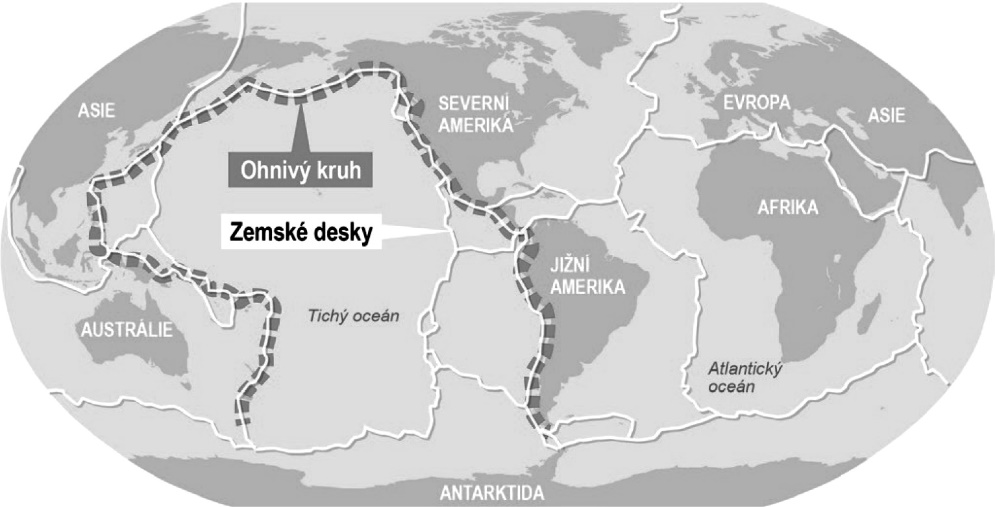 ASIE
SEVERNÍ
AMERIKA
EVROPA
ASIE
Ohnivý kruh
AFRIKA
Zemské desky
JIŽNÍ
AMERIKA
Tichý oceán
AUSTRÁLIE
Atlantický
oceán
ANTARKTIDA